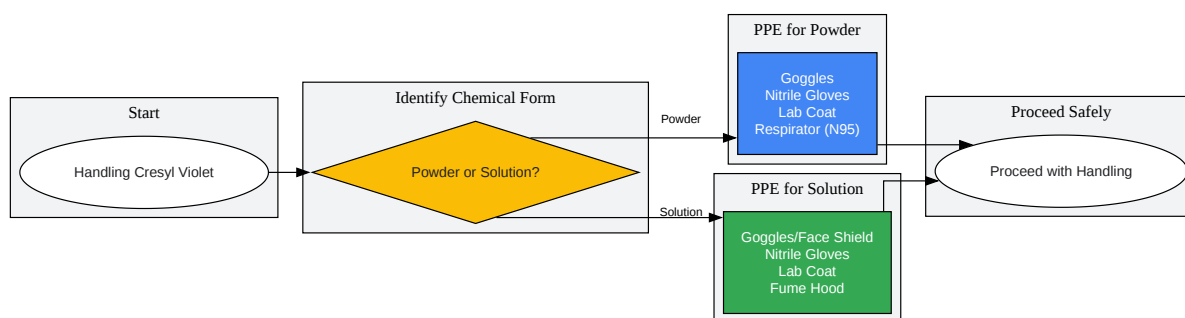 Start
Handling Cresyl Violet
Identify Chemical Form
Powder or Solution?
Powder
Solution
PPE for Powder
Goggles
Nitrile Gloves
Lab Coat
Respirator (N95)
PPE for Solution
Goggles/Face Shield
Nitrile Gloves
Lab Coat
Fume Hood
Proceed Safely
Proceed with Handling